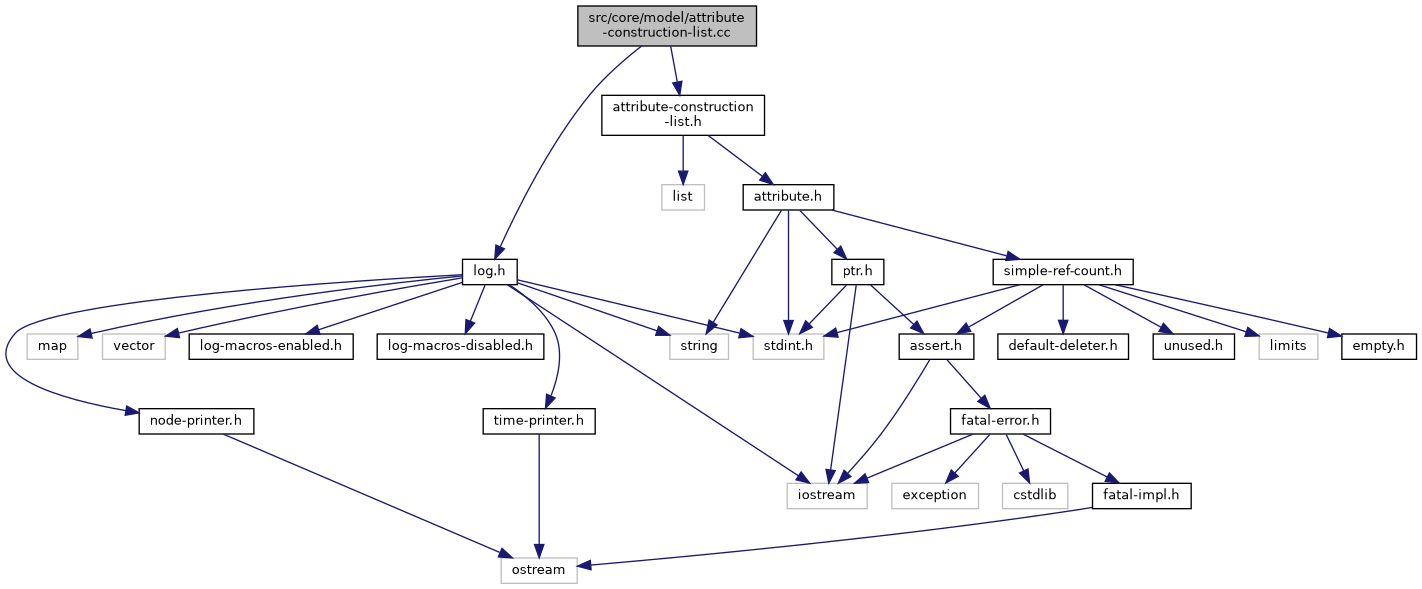 src/core/model/attribute
-construction-list.cc
attribute-construction
-list.h
list
attribute.h
log.h
ptr.h
simple-ref-count.h
map
vector
log-macros-enabled.h
log-macros-disabled.h
string
stdint.h
assert.h
default-deleter.h
unused.h
limits
empty.h
node-printer.h
time-printer.h
fatal-error.h
iostream
exception
cstdlib
fatal-impl.h
ostream